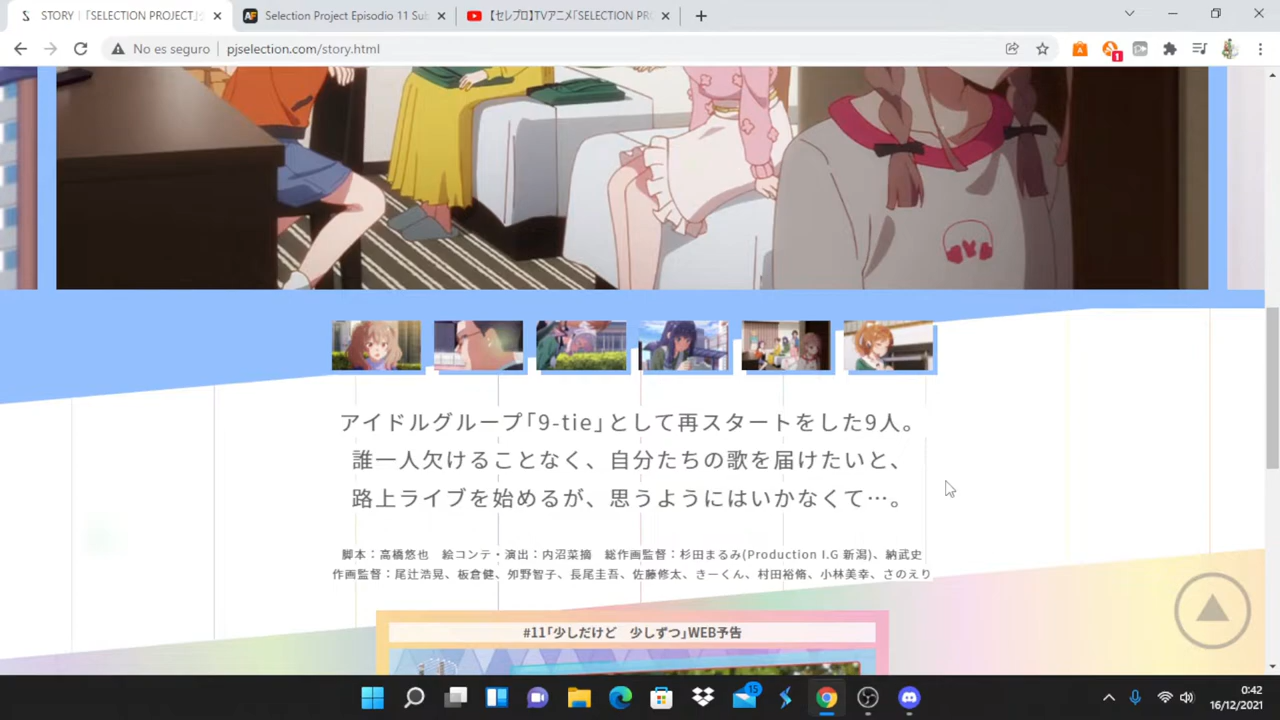 STORY | 「SELECTION PROJECT」
Selection Project Episodio 11 Sub
【セレプロ】TVアニメ「SELECTION PR
No es seguro
pjselection.com/story.html
1
アイドルグループ「9-tie」として再スタートをした9人。
誰一人欠けることなく、自分たちの歌を届けたいと、
路上ライブを始めるが、思うようにはいかなくて…。
脚本：高橋悠也　絵コンテ・演出：内沼菜摘　総作画監督：杉田まるみ(Production I.G 新潟)、納武史
作画監督：尾辻浩晃、板倉健、夘野智子、長尾圭吾、佐藤修太、きーくん、村田裕脩、小林美幸、さのえり
#11「少しだけど　少しずつ」WEB予告
15
0:42
16/12/2021